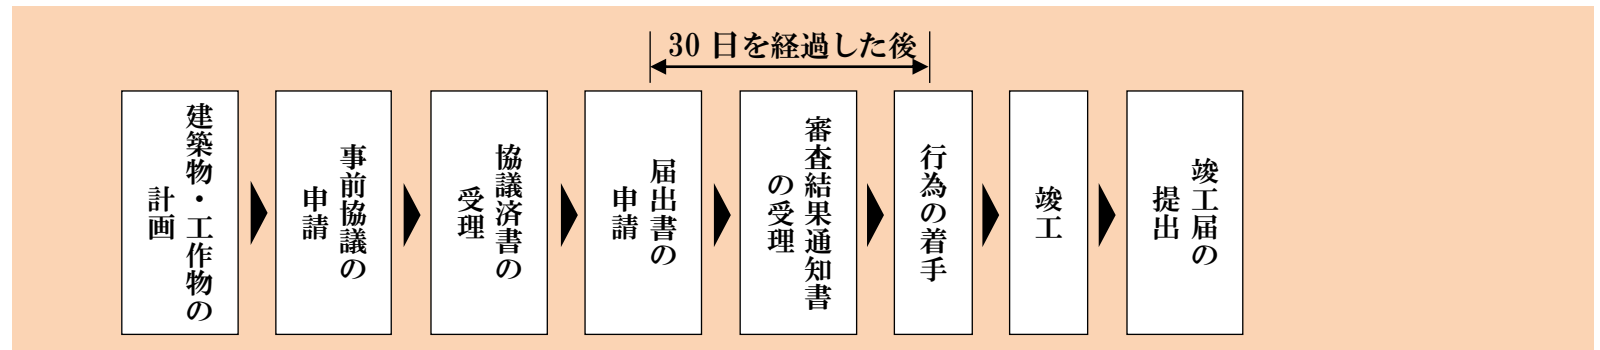 30 日を経過した後
建築物・工作物の
計画
事前協議の
申請
協議済書の
受理
届出書の
申請
審査結果通知書
の受理
行為の着手
竣工
竣工届の
提出